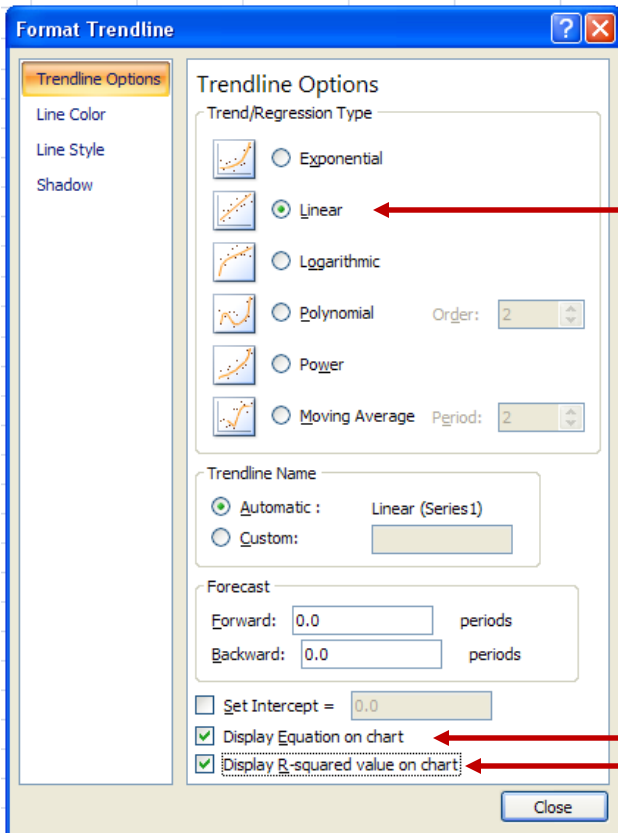 Format Trendline
Trendline Options
Line Color
Line Style
Shadow
Trendline Options
Trend/Regression Type
Exponential
Linear
Logarithmic
Polynomial Order: 2
Power
Moving Average Period: 2
Trendline Name
Automatic : Linear (Series1)
Custom:
Forecast
Forward: 0.0 periods
Backward: 0.0 periods
Set Intercept = 0.0
Display Equation on chart
Display R-squared value on chart
Close